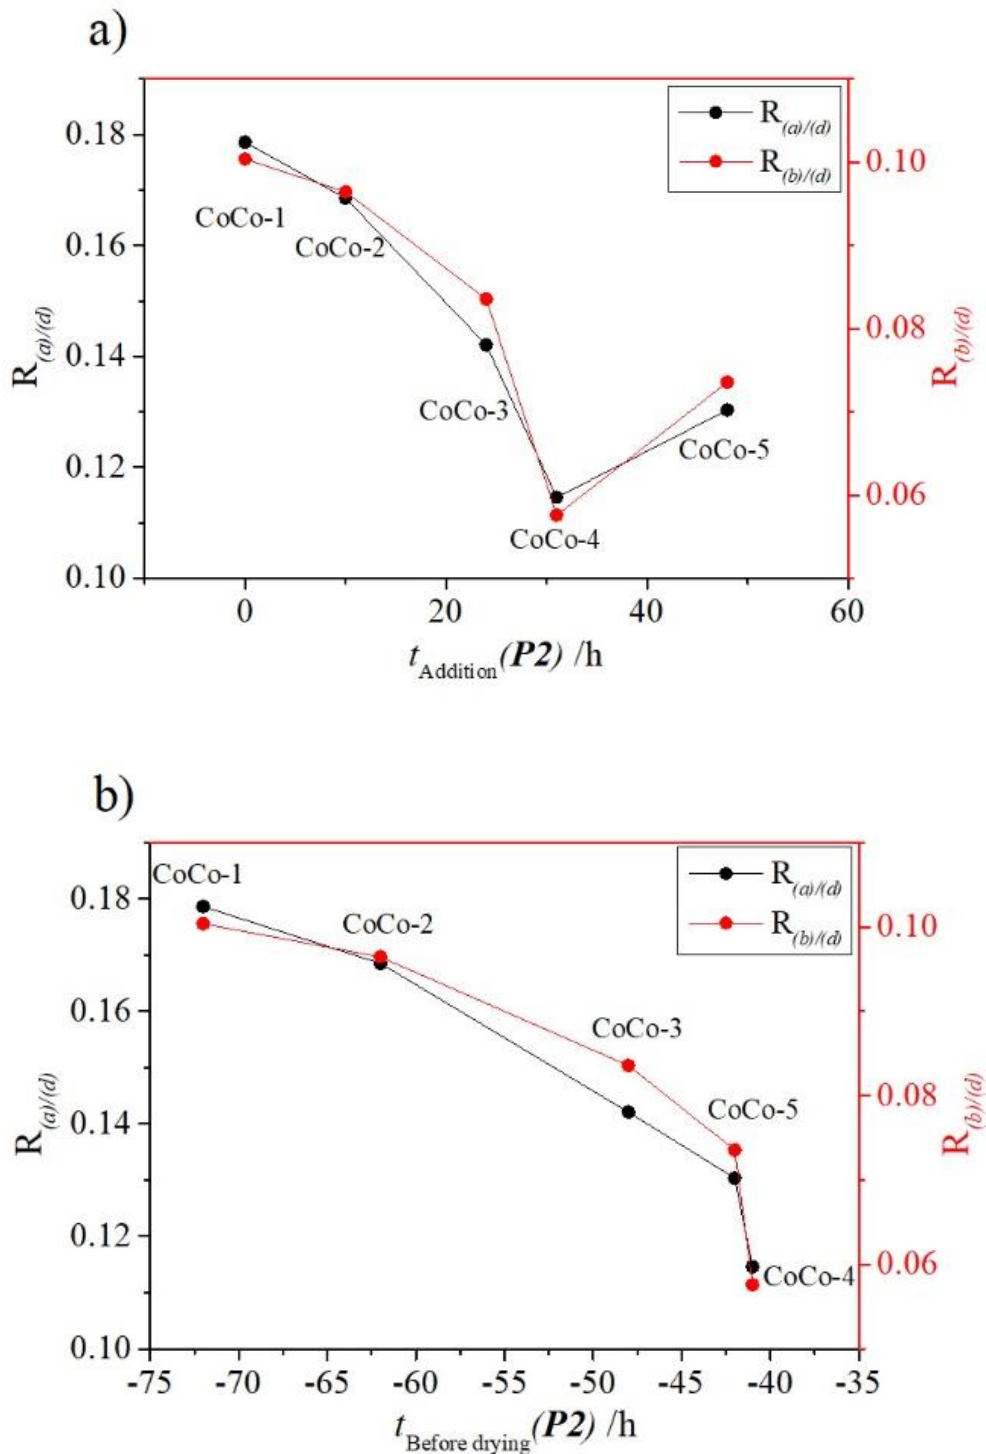 a)
R(a)/(d)
R(b)/(d)
0.18
0.16
0.14
0.12
0.10
R(a)/(d)
CoCo-1
CoCo-2
CoCo-3
CoCo-4
CoCo-5
0.10
0.08
0.06
R(b)/(d)
0
20
40
60
tAddition(P2) /h
b)
R(a)/(d)
R(b)/(d)
0.18
0.16
0.14
0.12
0.10
R(a)/(d)
CoCo-1
CoCo-2
CoCo-3
CoCo-5
CoCo-4
0.10
0.08
0.06
R(b)/(d)
-75
-70
-65
-60
-55
-50
-45
-40
-35
tBefore drying(P2) /h